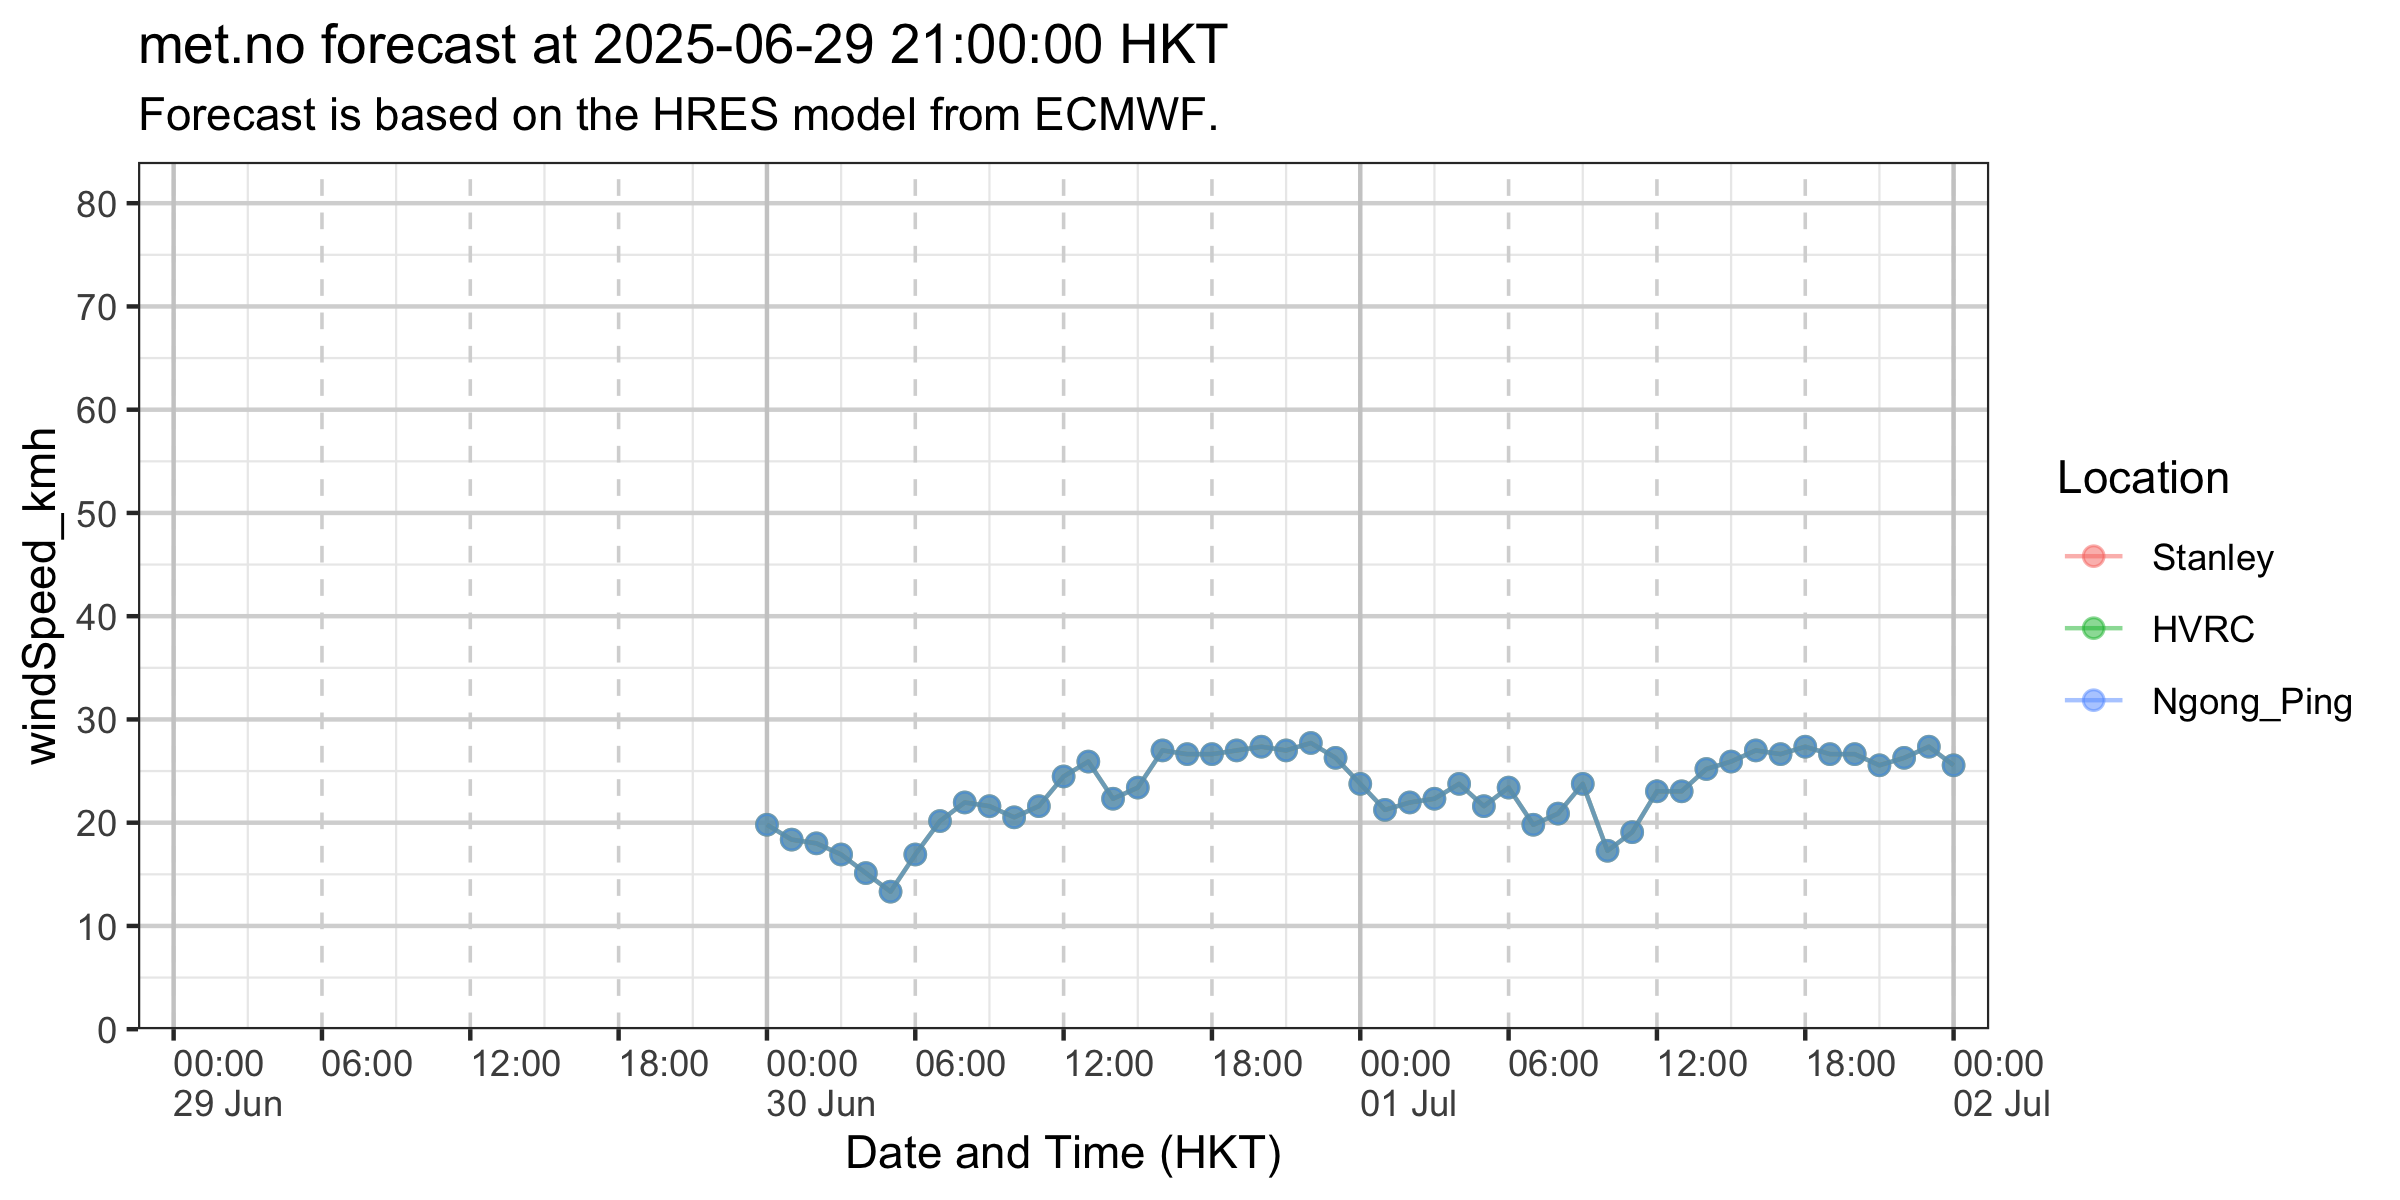 met.no forecast at 2025-06-29 21:00:00 HKT
Forecast is based on the HRES model from ECMWF.
windSpeed_kmh
80
70
60
50
40
30
20
10
0
00:00 06:00 12:00 18:00 00:00 06:00 12:00 18:00 00:00 06:00 12:00 18:00 00:00
29 Jun 30 Jun 01 Jul 02 Jul
Date and Time (HKT)
Location
Stanley
HVRC
Ngong_Ping